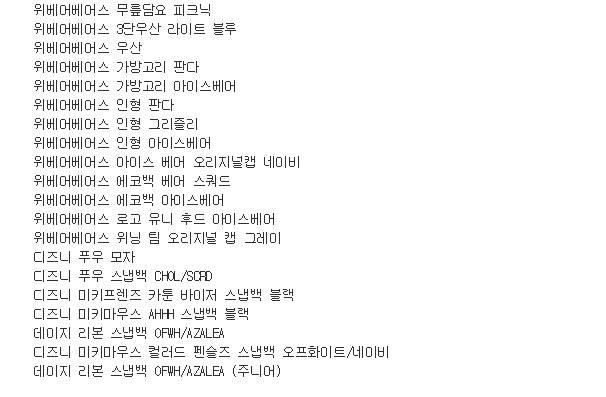 위베어베어스 무릎담요 피크닉
위베어베어스 3단우산 라이트 블루
위베어베어스 우산
위베어베어스 가방고리 판다
위베어베어스 가방고리 아이스베어
위베어베어스 인형 판다
위베어베어스 인형 그리즐리
위베어베어스 인형 아이스베어
위베어베어스 아이스 베어 오리지널캡 네이비
위베어베어스 에코백 베어 스쿼드
위베어베어스 에코백 아이스베어
위베어베어스 로고 유니 후드 아이스베어
위베어베어스 위닝 팀 오리지널 캡 그레이
디즈니 푸우 모자
디즈니 푸우 스냅백 CHOL/SCRD
디즈니 미키프렌즈 카툰 바이저 스냅백 블랙
디즈니 미키마우스 AHHH 스냅백 블랙
데이지 리본 스냅백 OFWH/AZALEA
디즈니 미키마우스 컬러드 펜슬즈 스냅백 오프화이트/네이비
데이지 리본 스냅백 OFWH/AZALEA (주니어)